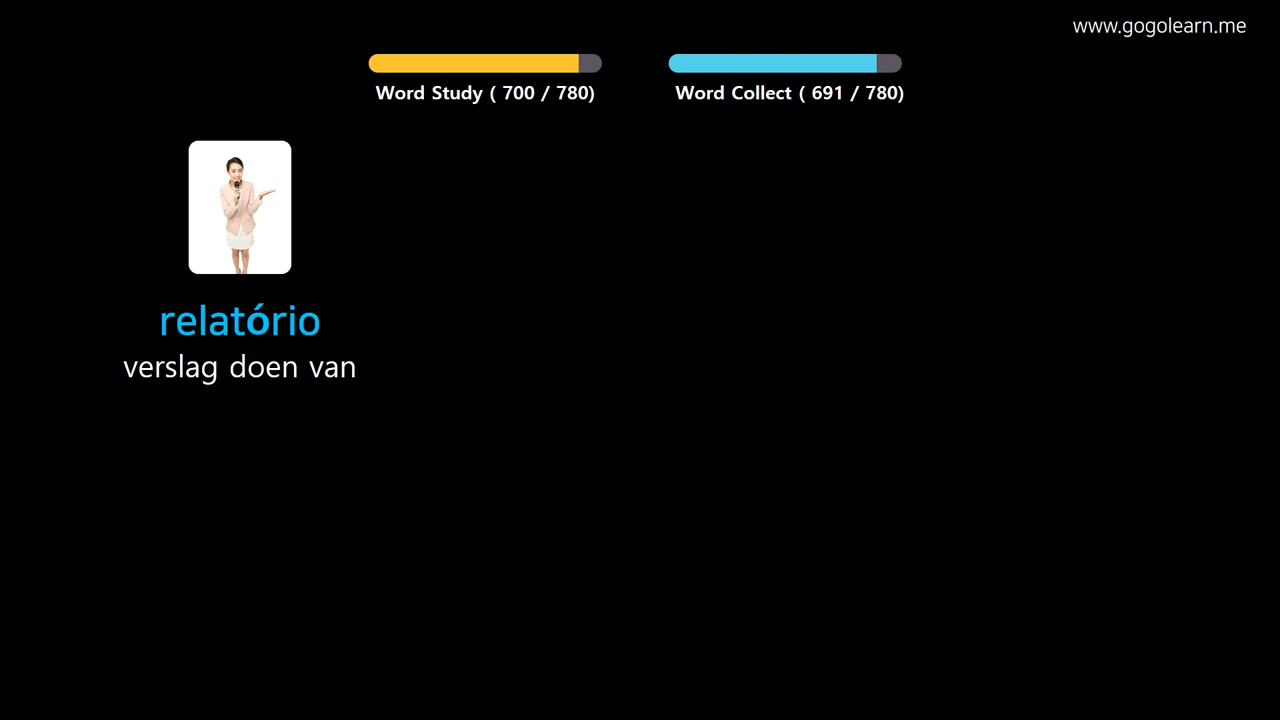 www.gogolearn.me
Word Study ( 700 / 780)
Word Collect ( 691 / 780)
relatório
verslag doen van